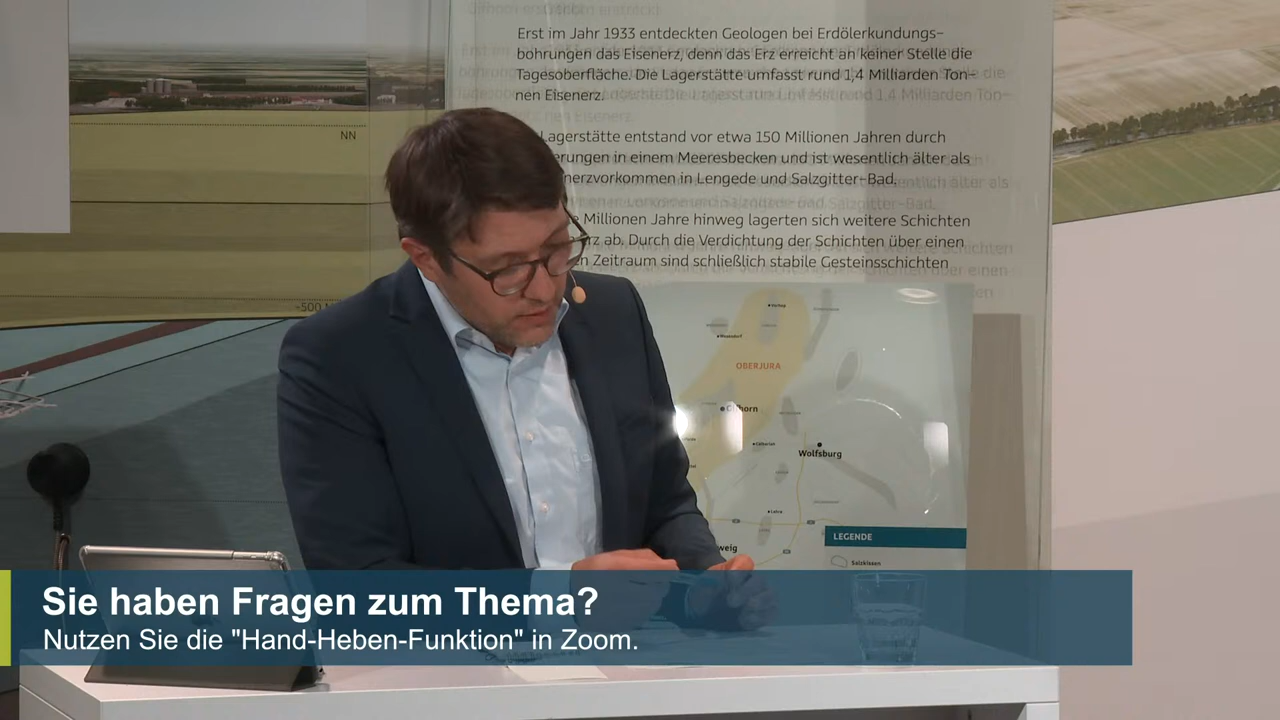 Erst im Jahr 1933 entdeckten Geologen bei Erdölerkundungs-
bohrungen das Eisenerz, denn das Erz erreicht an keiner Stelle die
Tagesoberfläche. Die Lagerstätte umfasst rund 1,4 Milliarden Ton-
nen Eisenerz.
Lagerstätte entstand vor etwa 150 Millionen Jahren durch
erungen in einem Meeresbecken und ist wesentlich älter als
nerzvorkommen in Lengede und Salzgitter-Bad.
Millionen Jahre hinweg lagerten sich weitere Schichten
ab. Durch die Verdichtung der Schichten über einen
Zeitraum sind schließlich stabile Gesteinsschichten
NN
~500
OBERJURA
Wolfsburg
weig
LEGENDE
Salzkissen
Sie haben Fragen zum Thema?
Nutzen Sie die "Hand-Heben-Funktion" in Zoom.